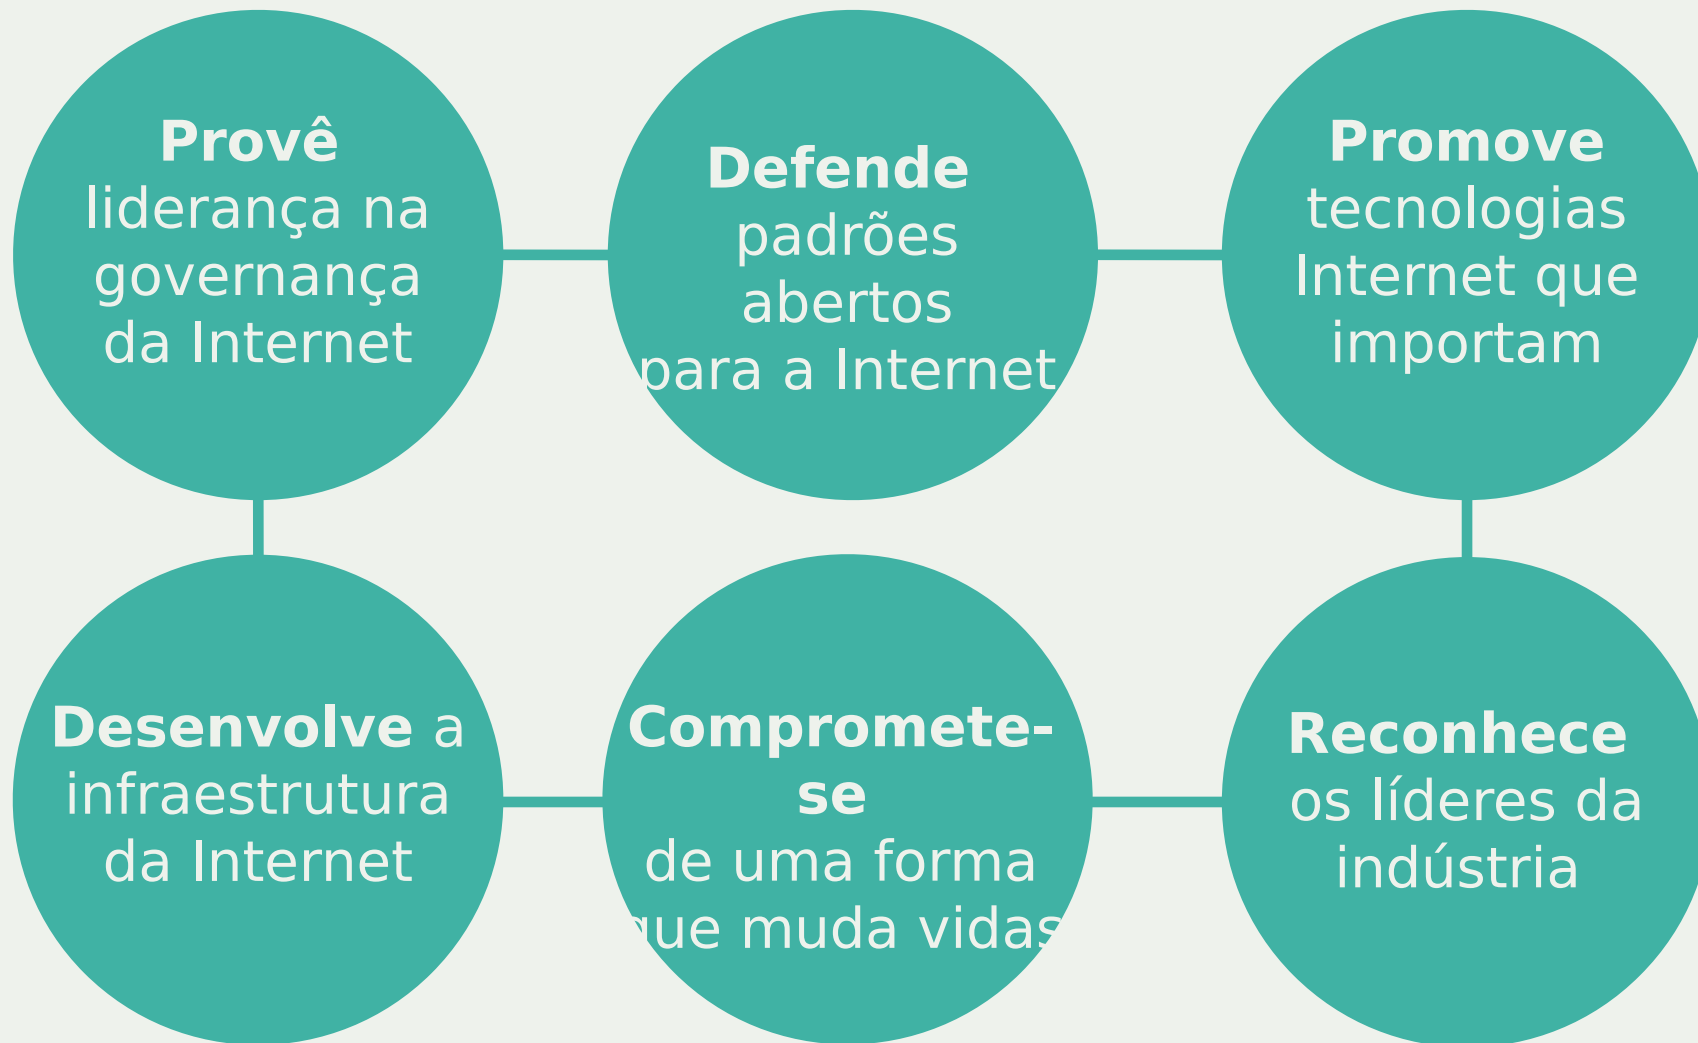 Provê
liderança na
governança
da Internet
Defende
padrões
abertos
para a Internet
Promove
tecnologias
Internet que
importam
Desenvolve a
infraestrutura
da Internet
Compromete-
se
de uma forma
que muda vidas
Reconhece
os líderes da
indústria